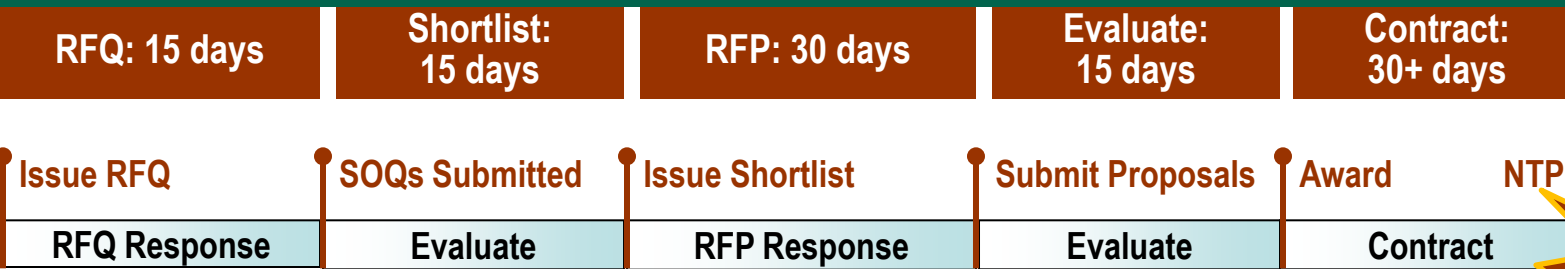 RFQ: 15 days
Shortlist:
15 days
RFP: 30 days
Evaluate:
15 days
Contract:
30+ days
Issue RFQ
SOQs Submitted
Issue Shortlist
Submit Proposals
Award
NTP
RFQ Response
Evaluate
RFP Response
Evaluate
Contract